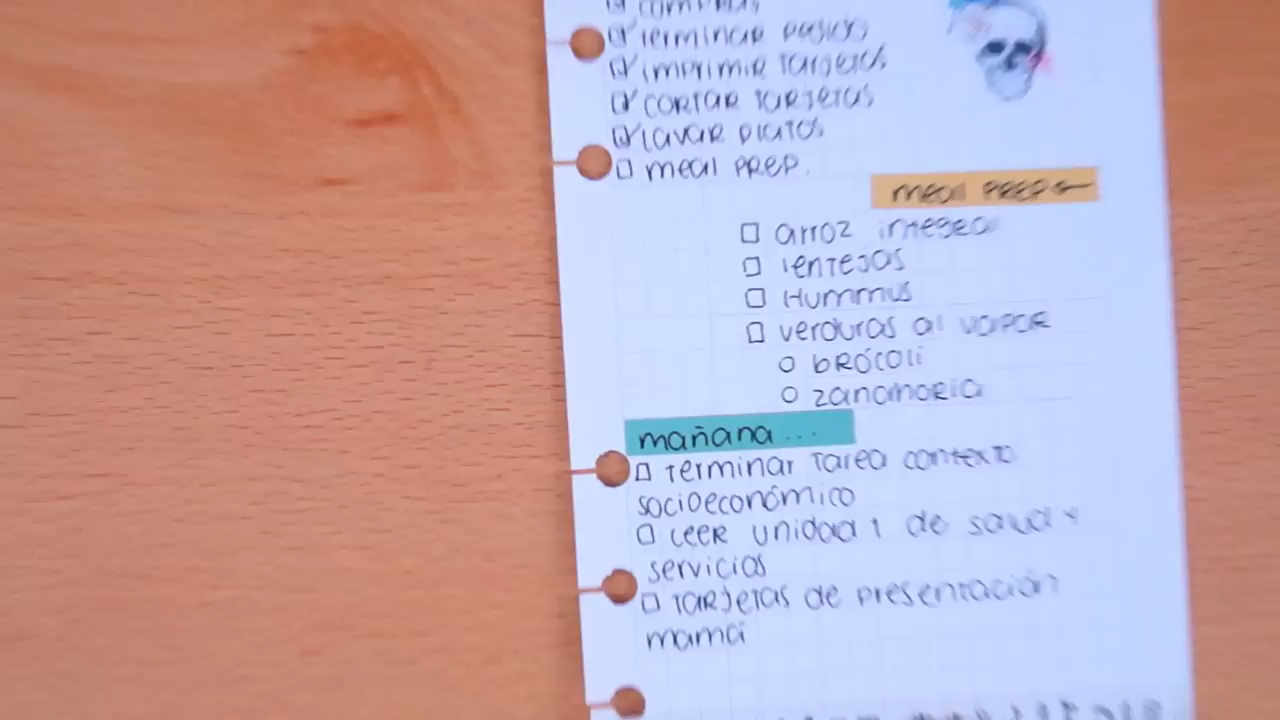 compras
terminar pedidos
imprimir tarjetas
cortar tarjetas
lavar platos
meal prep.
meal prep
arroz integral
lentejas
Hummus
verduras al vapor
brócoli
zanahoria
mañana...
terminar tarea contexto
socioeconómico
leer unidad 1 de salud y
servicios
tarjetas de presentación
mamá